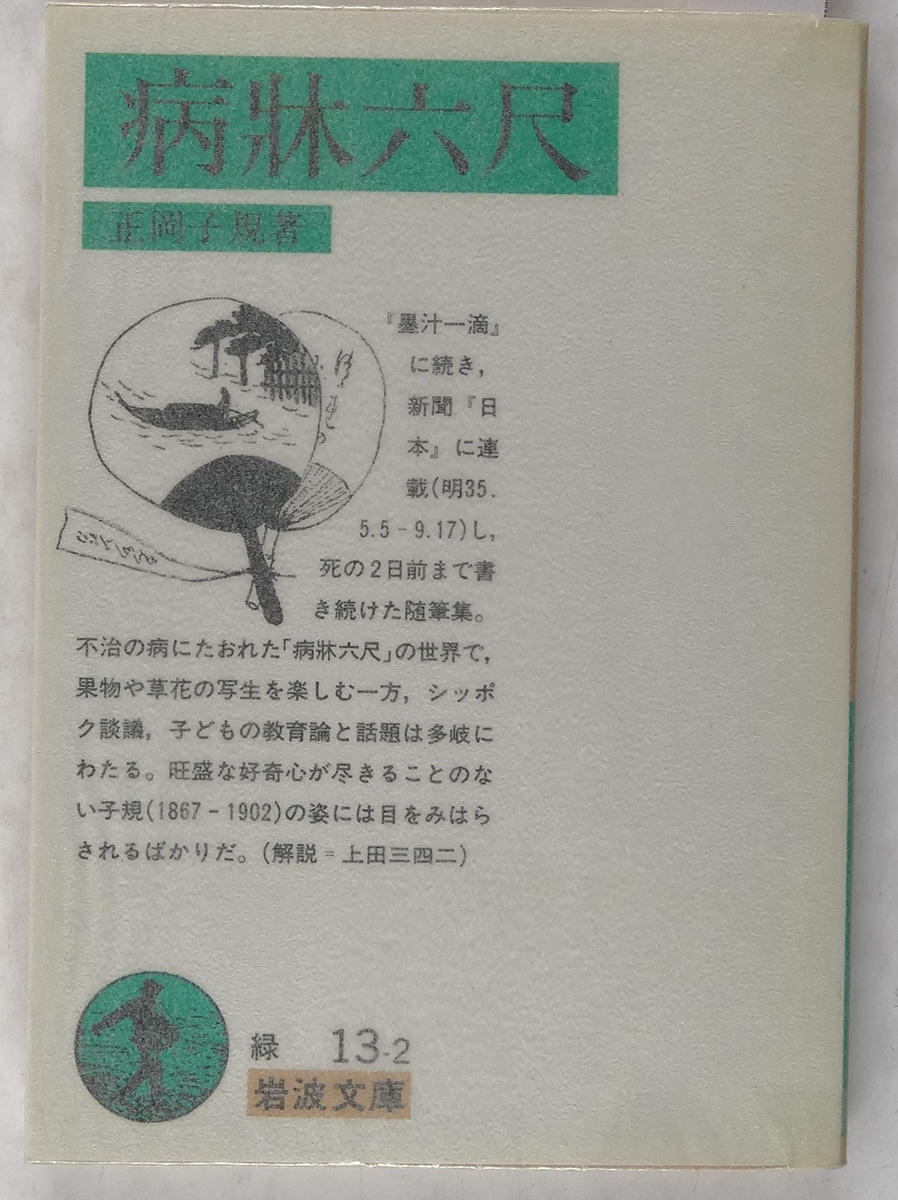 病牀六尺
正岡子規著
『墨汁一滴』
に続き，
新聞『日
本』に連
載(明35.
5.5－9.17)し，
死の2日前まで書
き続けた随筆集。
不治の病にたおれた「病牀六尺」の世界で，
果物や草花の写生を楽しむ一方，シッポ
ク談議，子どもの教育論と話題は多岐に
わたる。旺盛な好奇心が尽きることのな
い子規(1867－1902)の姿には目をみはら
されるばかりだ。(解説＝上田三四二)
緑 13-2
岩波文庫